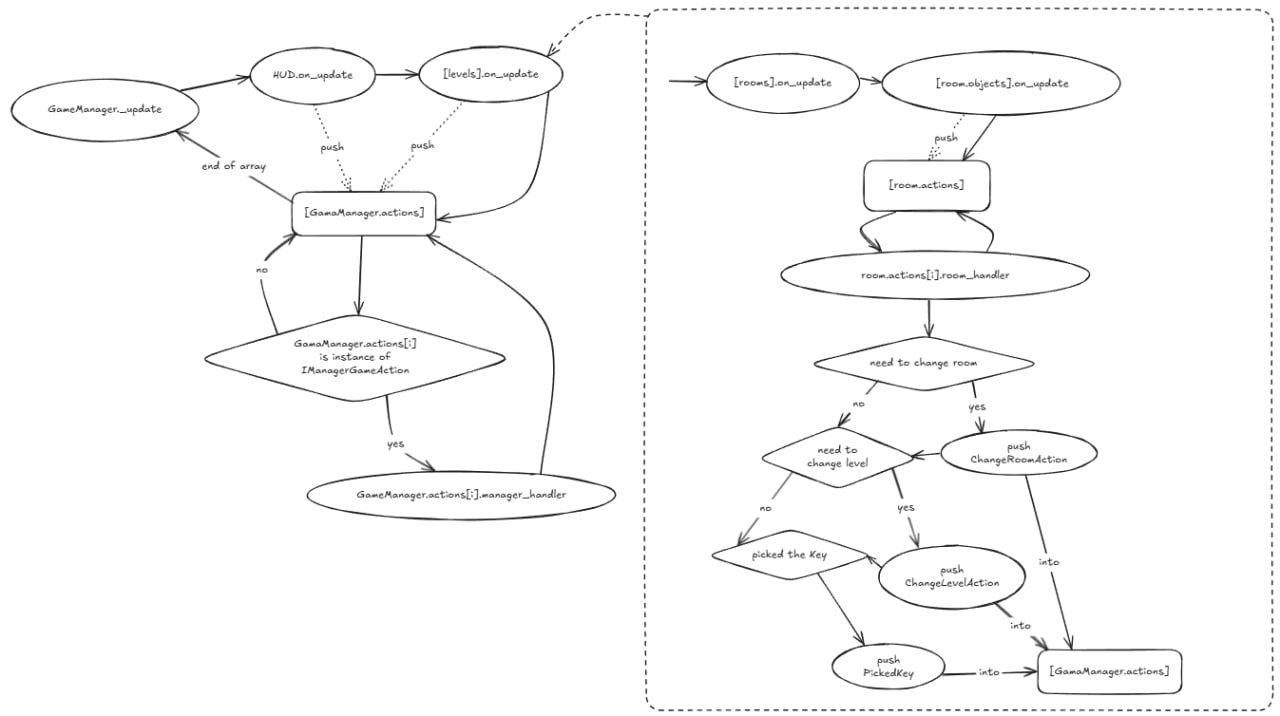 GameManager._update
HUD.on_update
[levels].on_update
push
push
end of array
[GamaManager.actions]
no
GamaManager.actions[i]
is instance of
IManagerGameAction
yes
GameManager.actions[i].manager_handler
[rooms].on_update
[room.objects].on_update
push
[room.actions]
room.actions[i].room_handler
need to change room
no
yes
need to
change level
push
ChangeRoomAction
no
yes
picked the Key
push
ChangeLevelAction
into
into
push
PickedKey
into
[GamaManager.actions]